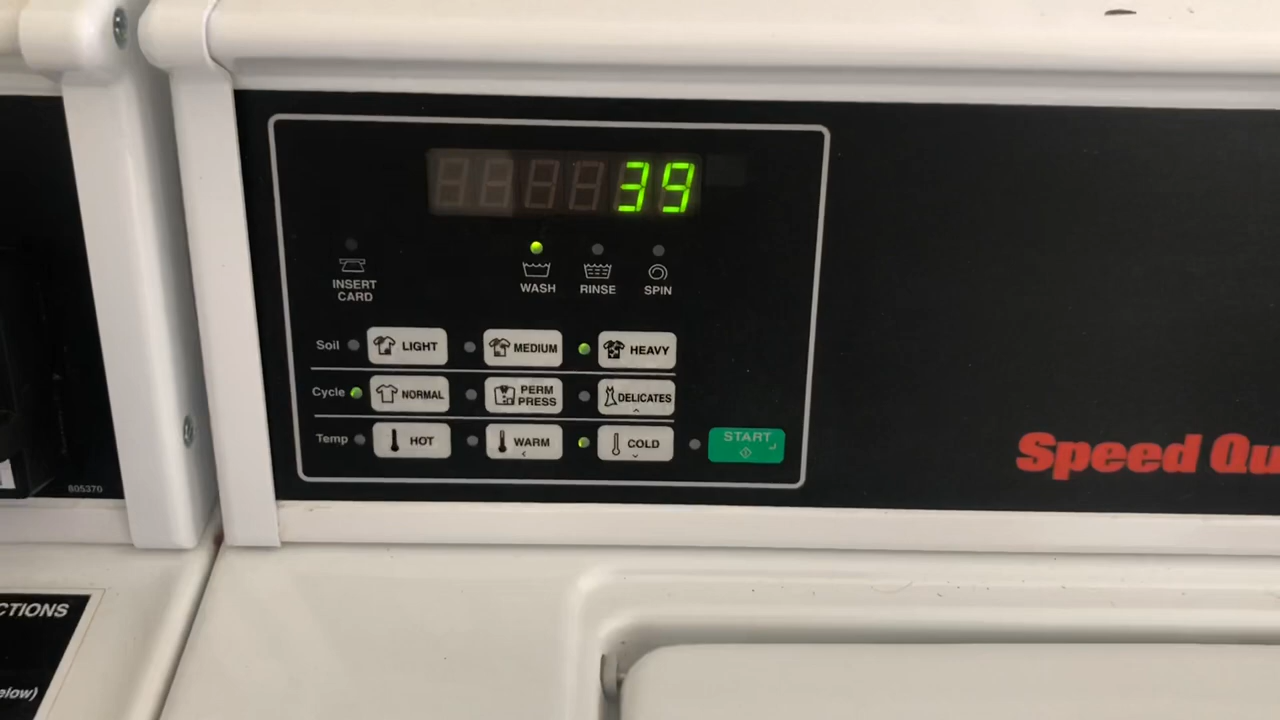 39
INSERT
CARD
WASH
RINSE
SPIN
Soil
LIGHT
MEDIUM
HEAVY
Cycle
NORMAL
PERM
PRESS
DELICATES
Temp
HOT
WARM
COLD
START
Speed Qu
805370
CTIONS
elow)